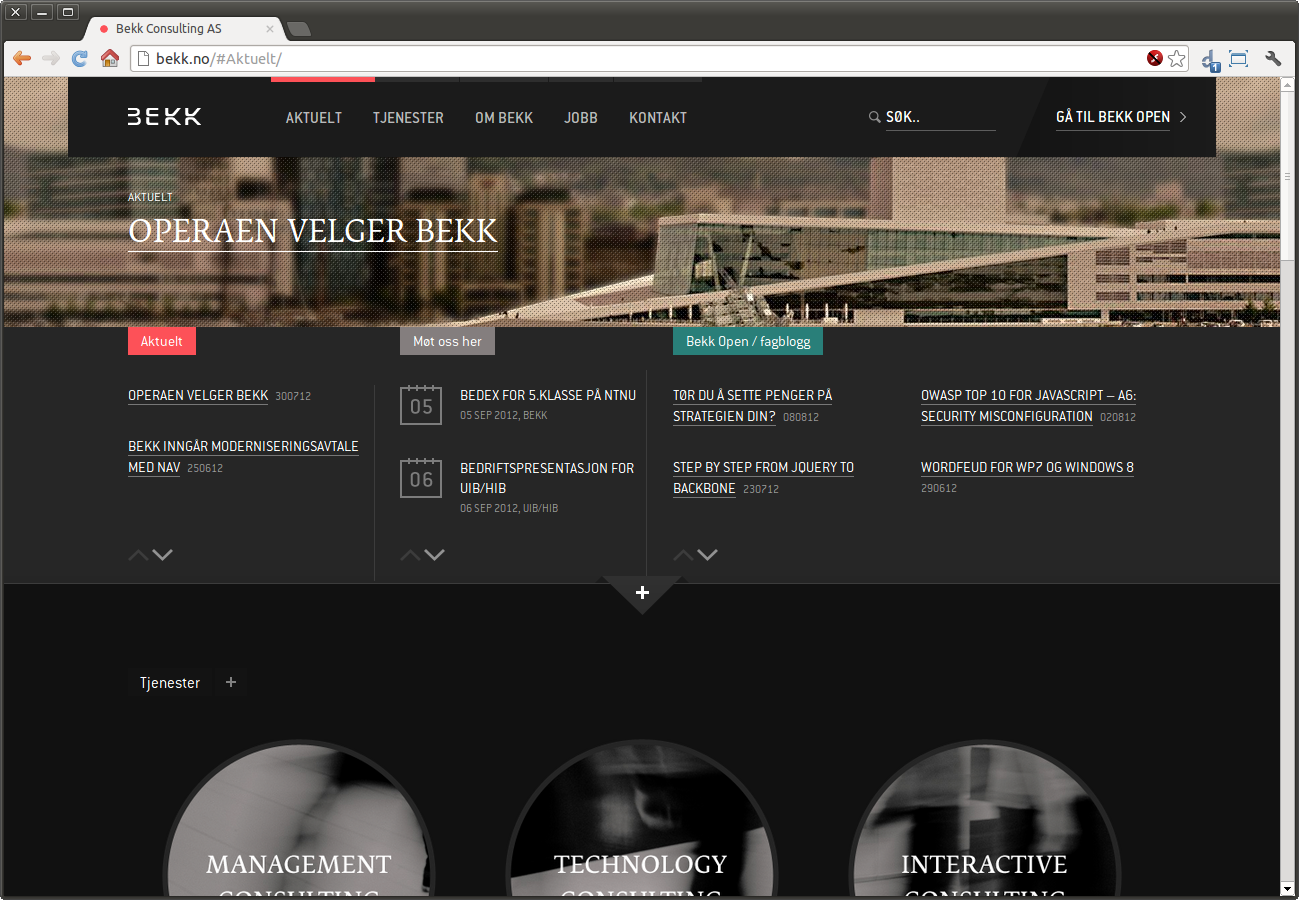 Bekk Consulting AS
bekk.no/#Aktuelt/
1
BEKK
AKTUELT
TJENESTER
OM BEKK
JOBB
KONTAKT
SØK..
GÅ TIL BEKK OPEN
AKTUELT
OPERAEN VELGER BEKK
Aktuelt
OPERAEN VELGER BEKK 300712
BEKK INNGÅR MODERNISERINGSAVTALE
MED NAV 250612
Møt oss her
05
BEDEX FOR 5.KLASSE PÅ NTNU
05 SEP 2012, BEKK
06
BEDRIFTSPRESENTASJON FOR
UIB/HIB
06 SEP 2012, UIB/HIB
Bekk Open / fagblogg
TØR DU Å SETTE PENGER PÅ
STRATEGIEN DIN? 080812
STEP BY STEP FROM JQUERY TO
BACKBONE 230712
OWASP TOP 10 FOR JAVASCRIPT – A6:
SECURITY MISCONFIGURATION 020812
WORDFEUD FOR WP7 OG WINDOWS 8
290612
+
Tjenester +
MANAGEMENT
CONSULTING
TECHNOLOGY
CONSULTING
INTERACTIVE
CONSULTING